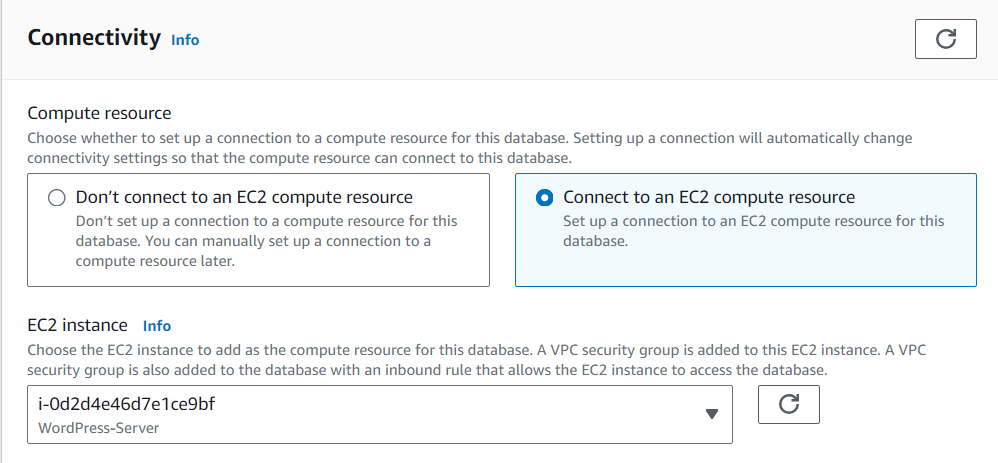 Connectivity Info
Compute resource
Choose whether to set up a connection to a compute resource for this database. Setting up a connection will automatically change
connectivity settings so that the compute resource can connect to this database.
Don’t connect to an EC2 compute resource
Don’t set up a connection to a compute resource for this
database. You can manually set up a connection to a
compute resource later.
Connect to an EC2 compute resource
Set up a connection to an EC2 compute resource for this
database.
EC2 instance Info
Choose the EC2 instance to add as the compute resource for this database. A VPC security group is added to this EC2 instance. A VPC
security group is also added to the database with an inbound rule that allows the EC2 instance to access the database.
i-0d2d4e46d7e1ce9bf
WordPress-Server